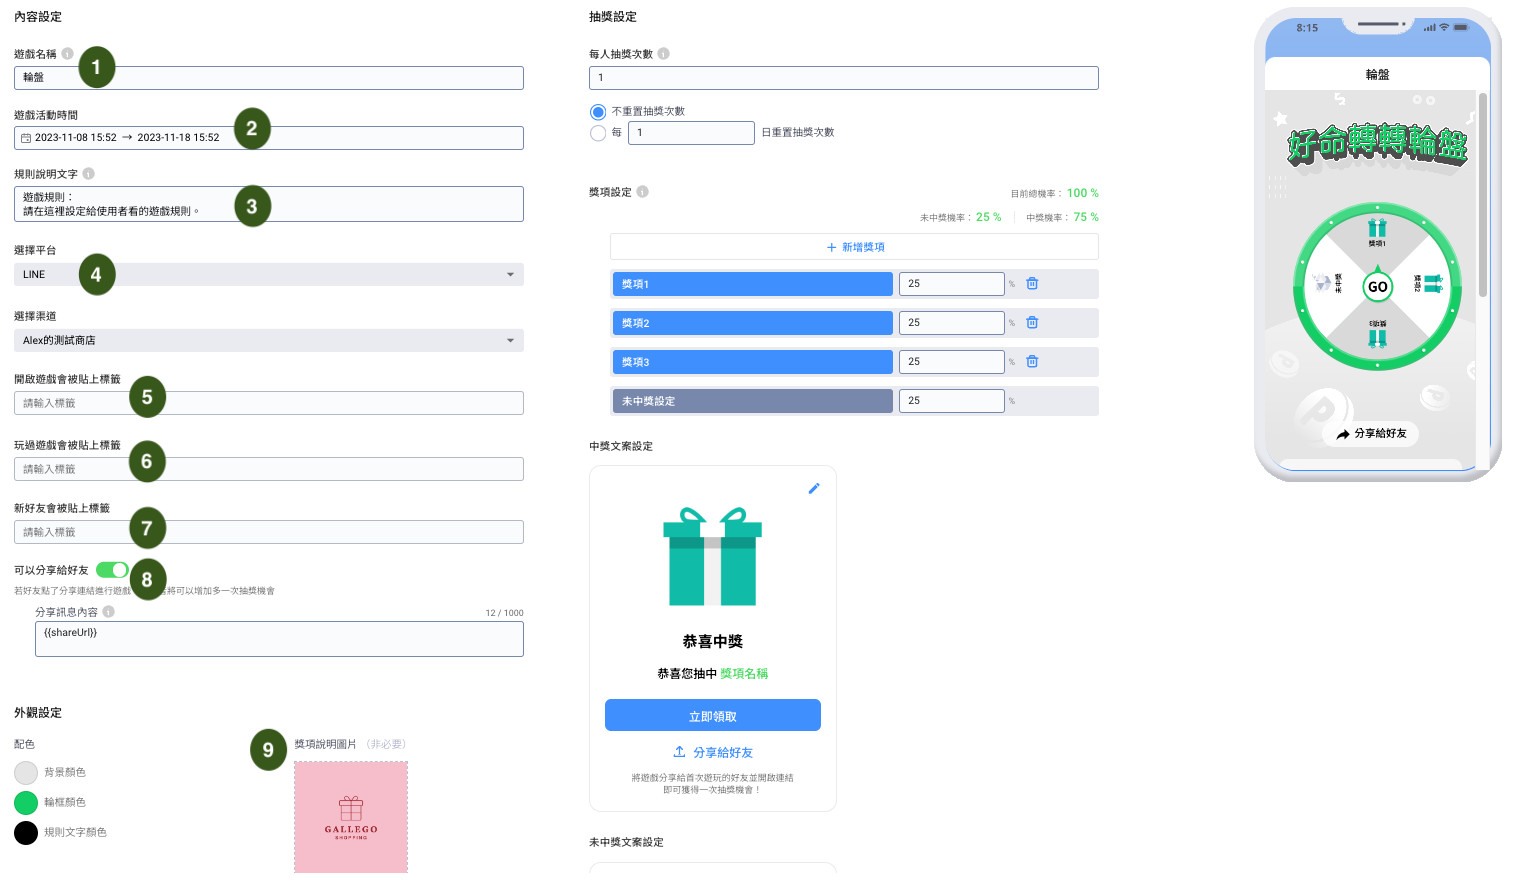 內容設定
遊戲名稱
1
輪盤
遊戲活動時間
2
2023-11-08 15:52 → 2023-11-18 15:52
規則說明文字
遊戲規則：
請在這裡設定給使用者看的遊戲規則。
3
選擇平台
LINE
4
選擇渠道
Alex的測試商店
開啟遊戲會被貼上標籤
5
請輸入標籤
玩過遊戲會被貼上標籤
6
請輸入標籤
新好友會被貼上標籤
7
請輸入標籤
可以分享給好友
8
若好友點了分享連結進行遊戲
將可以增加多一次抽獎機會
分享訊息內容
12 / 1000
{{shareUrl}}
外觀設定
配色
背景顏色
輪框顏色
規則文字顏色
9
獎項說明圖片 （非必要）
GALLEGO
SHOPPING
抽獎設定
每人抽獎次數
1
不重置抽獎次數
每 1 日重置抽獎次數
獎項設定
目前總機率： 100 %
未中獎機率： 25 % 中獎機率： 75 %
+ 新增獎項
獎項1 25 %
獎項2 25 %
獎項3 25 %
未中獎設定 25 %
中獎文案設定
恭喜中獎
恭喜您抽中 獎項名稱
立即領取
分享給好友
將遊戲分享給首次遊玩的好友並開啟連結
即可獲得一次抽獎機會！
未中獎文案設定
8:15
輪盤
好命轉轉輪盤
獎項1
未中獎
GO
獎項2
獎項3
分享給好友